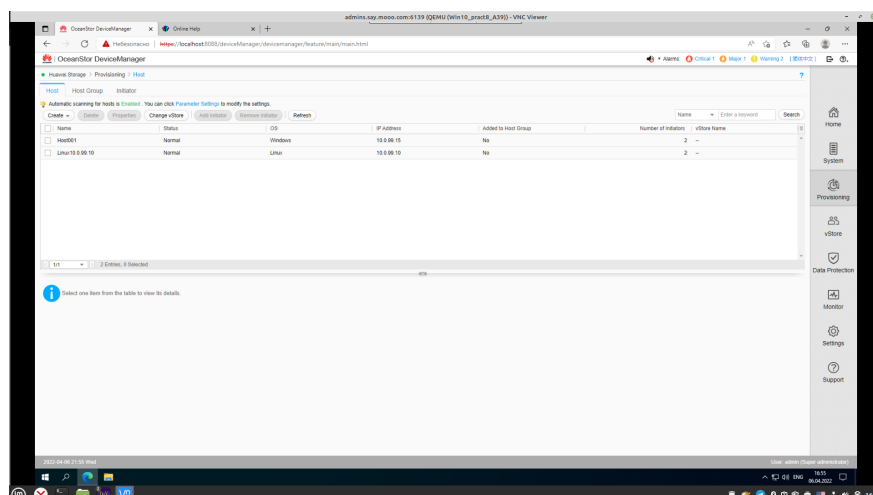 admins.say.mooo.com:6139 (QEMU (Win10_pract8_A39)) - VNC Viewer
OceanStor DeviceManager
Online Help
Небезопасно | https://localhost:8088/deviceManager/devicemanager/feature/main/main.html
OceanStor DeviceManager
Alarms: Critical 1 Major 1 Warning 2 [简体中文]
Huawei Storage > Provisioning > Host
?
Host Host Group Initiator
Automatic scanning for hosts is Enabled . You can click Parameter Settings to modify the settings.
Create Delete Properties Change vStore Add Initiator Remove Initiator Refresh
Name Enter a keyword Search
Name Status OS IP Address Added to Host Group Number of Initiators vStore Name
Host001 Normal Windows 10.0.99.15 No 2 --
Linux10.0.99.10 Normal Linux 10.0.99.10 No 2 --
1/1 2 Entries, 0 Selected
Select one item from the table to view its details.
Home
System
Provisioning
vStore
Data Protection
Monitor
Settings
Support
2022-04-06 21:55 Wed
User: admin (Super administrator)
ENG
16:55
06.04.2022